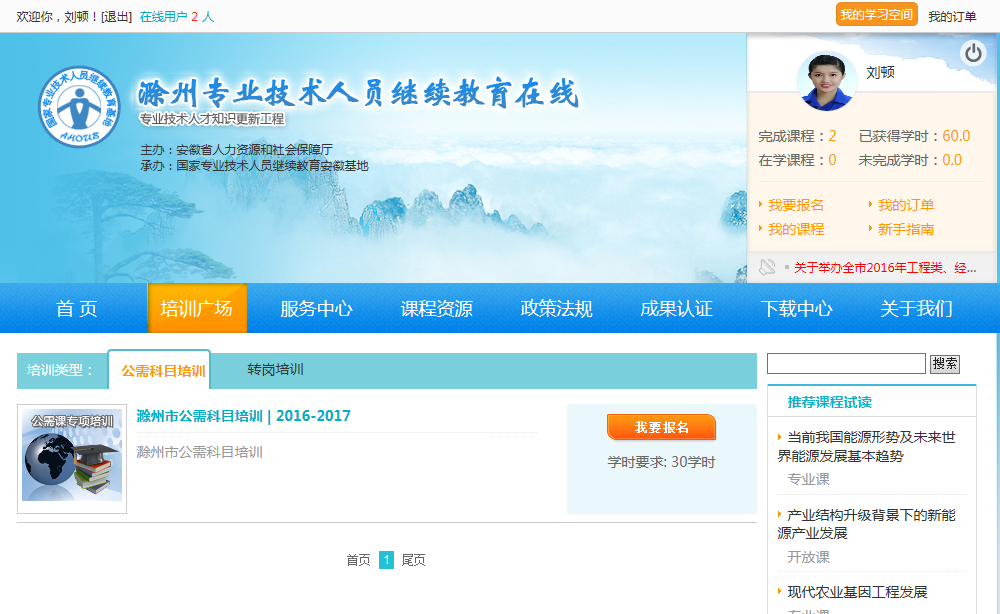 欢迎你，刘顿！[退出] 在线用户 2 人
我的学习空间 我的订单
国家专业技术人员继续教育基地
AHOUB
滁州专业技术人员继续教育在线
专业技术人才知识更新工程
主办：安徽省人力资源和社会保障厅
承办：国家专业技术人员继续教育安徽基地
刘顿
完成课程：2 已获得学时：60.0
在学课程：0 未完成学时：0.0
我要报名 我的订单
我的课程 新手指南
关于举办全市2016年工程类、经...
首 页 培训广场 服务中心 课程资源 政策法规 成果认证 下载中心 关于我们
培训类型： 公需科目培训 转岗培训
公需课专项培训
滁州市公需科目培训 | 2016-2017
滁州市公需科目培训
我要报名
学时要求: 30学时
首页 1 尾页
搜索
推荐课程试读
当前我国能源形势及未来世
界能源发展基本趋势
专业课
产业结构升级背景下的新能
源产业发展
开放课
现代农业基因工程发展